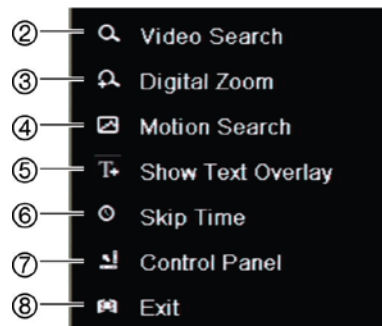 ② Video Search
③ Digital Zoom
④ Motion Search
⑤ T+ Show Text Overlay
⑥ Skip Time
⑦ Control Panel
⑧ Exit